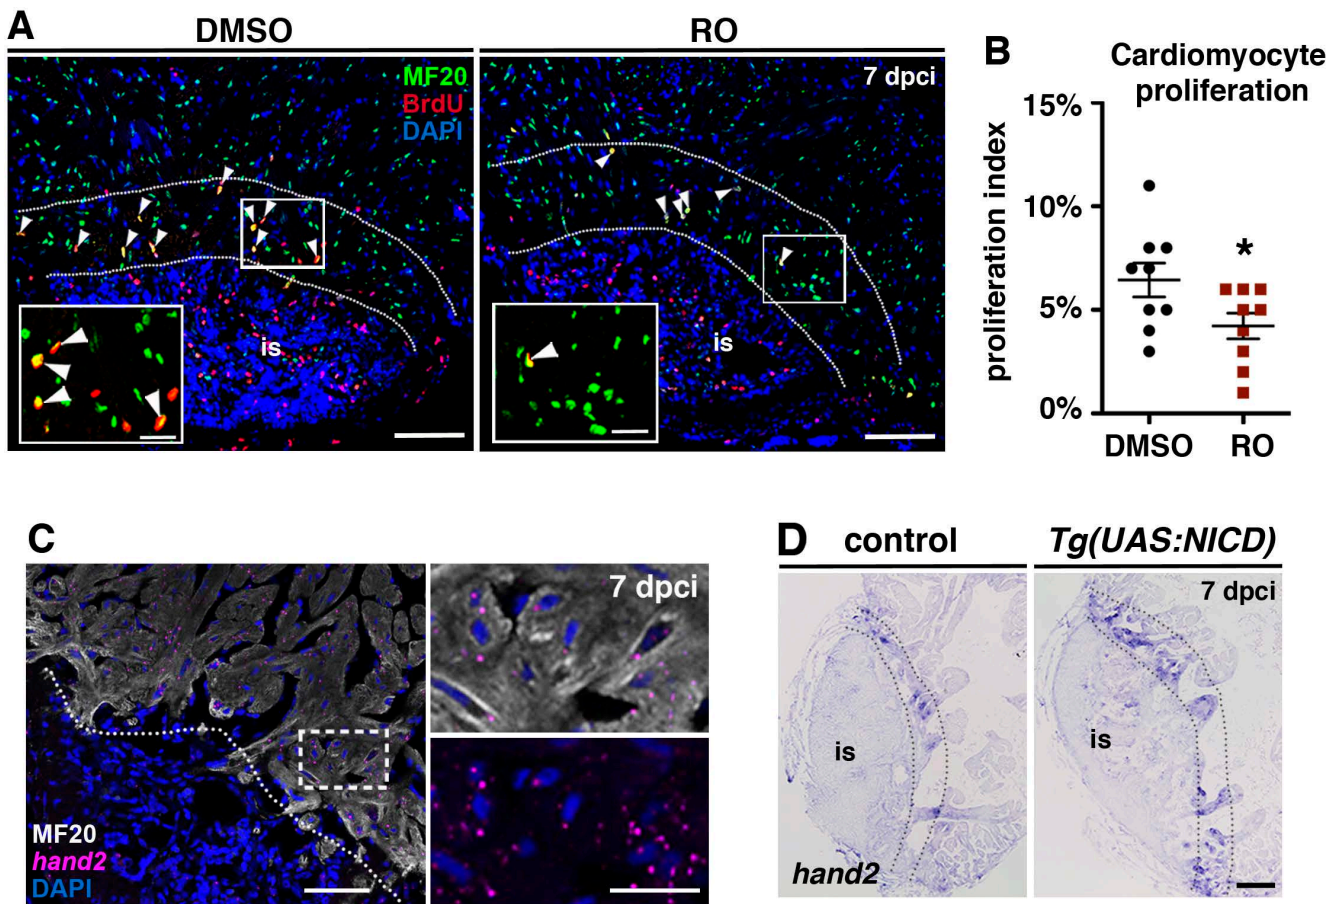 A
DMSO
RO
MF20
BrdU
DAPI
is
7 dpci
is
B
Cardiomyocyte
proliferation
proliferation index
15%
10%
5%
0%
*
DMSO
RO
C
7 dpci
MF20
hand2
DAPI
D
control
Tg(UAS:NICD)
7 dpci
is
is
hand2